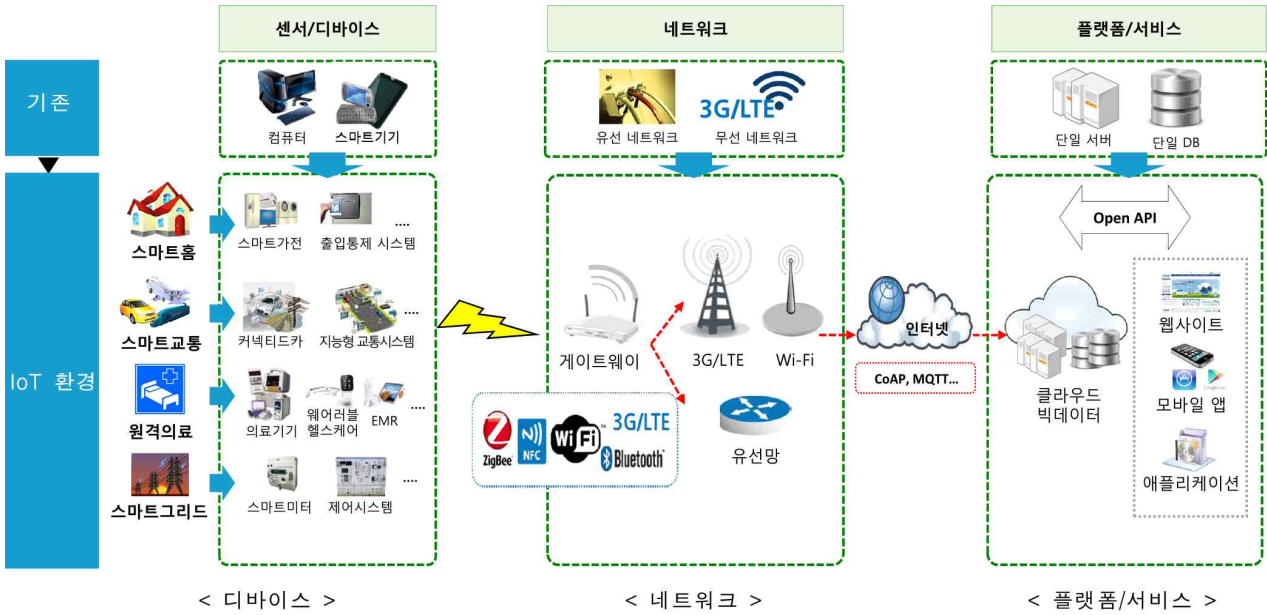 센서/디바이스
네트워크
플랫폼/서비스
기존
컴퓨터
스마트기기
유선 네트워크
3G/LTE
무선 네트워크
단일 서버
단일 DB
IoT 환경
스마트홈
스마트가전
출입통제 시스템
....
스마트교통
커넥티드카
지능형 교통시스템
....
원격의료
의료기기
웨어러블
헬스케어
EMR
....
스마트그리드
스마트미터
제어시스템
....
게이트웨이
3G/LTE
Wi-Fi
유선망
ZigBee
NFC
WiFi
3G/LTE
Bluetooth
인터넷
CoAP, MQTT...
Open API
클라우드
빅데이터
웹사이트
모바일 앱
애플리케이션
< 디바이스 >
< 네트워크 >
< 플랫폼/서비스 >